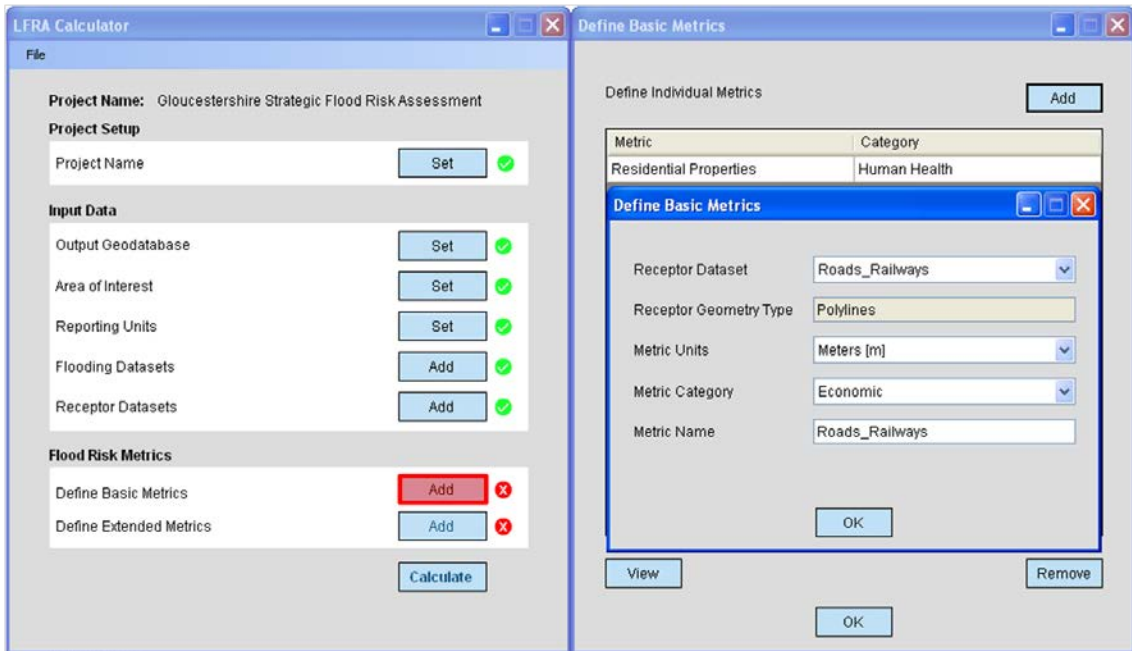 LFRA Calculator
File
Project Name: Gloucestershire Strategic Flood Risk Assessment
Project Setup
Project Name Set
Input Data
Output Geodatabase Set
Area of Interest Set
Reporting Units Set
Flooding Datasets Add
Receptor Datasets Add
Flood Risk Metrics
Define Basic Metrics Add
Define Extended Metrics Add
Calculate
Define Basic Metrics
Define Individual Metrics Add
Metric Category
Residential Properties Human Health
Define Basic Metrics
Receptor Dataset Roads_Railways
Receptor Geometry Type Polylines
Metric Units Meters [m]
Metric Category Economic
Metric Name Roads_Railways
OK
View Remove
OK